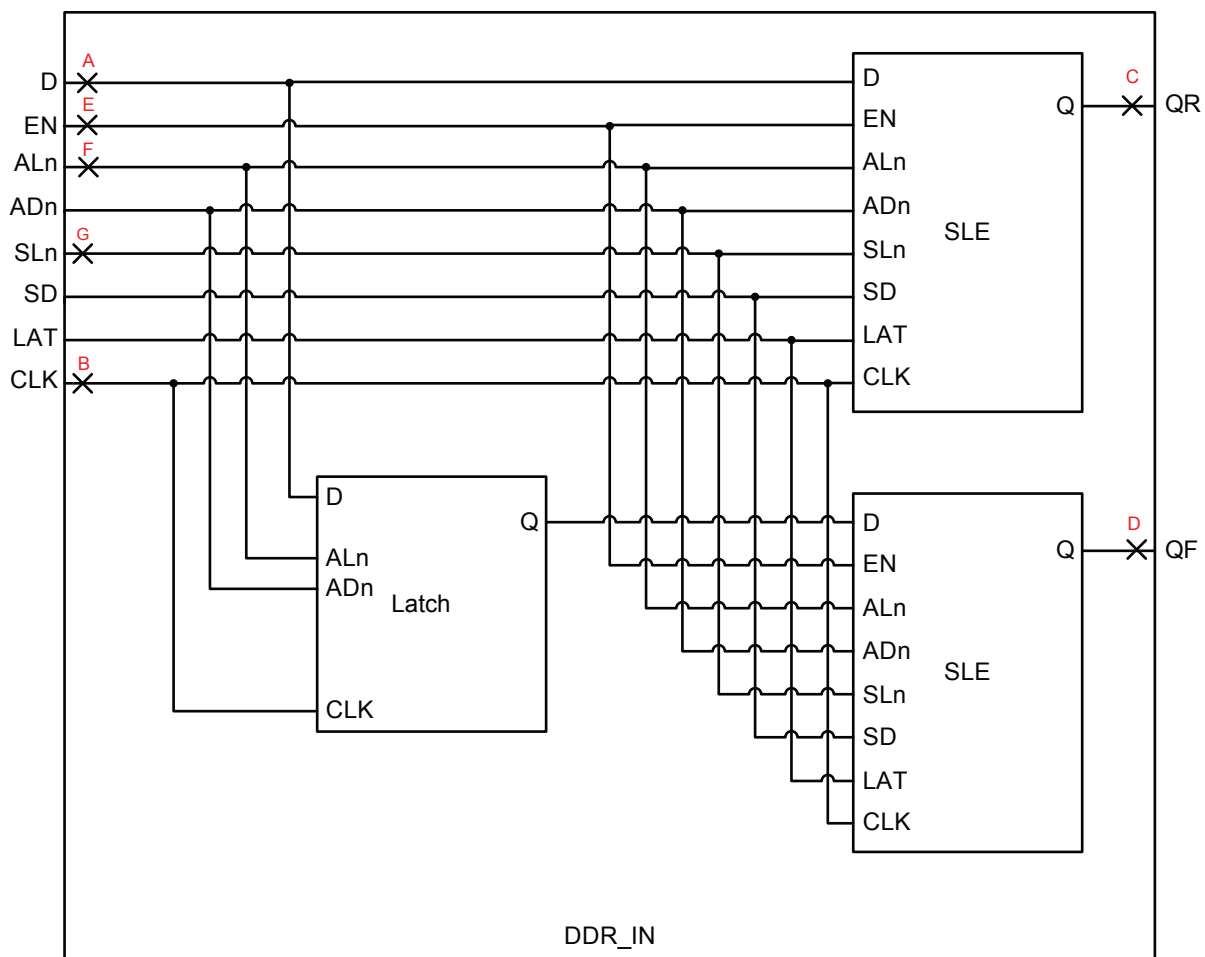 A
D
E
EN
F
ALn
ADn
G
SLn
SD
LAT
B
CLK
D
EN
ALn
ADn
SLn
SD
LAT
CLK
SLE
Q
C
QR
D
ALn
ADn
CLK
Latch
Q
D
EN
ALn
ADn
SLn
SD
LAT
CLK
SLE
Q
D
QF
DDR_IN